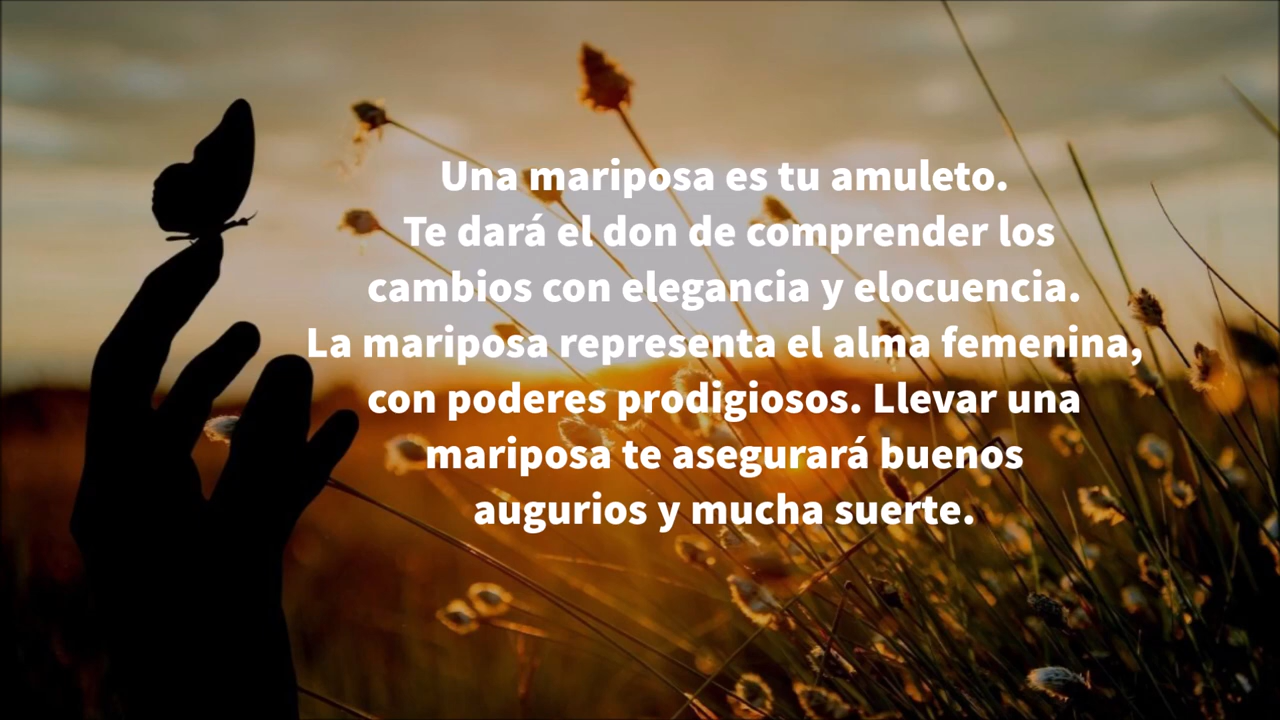 Una mariposa es tu amuleto.
Te dará el don de comprender los
cambios con elegancia y elocuencia.
La mariposa representa el alma femenina,
con poderes prodigiosos. Llevar una
mariposa te asegurará buenos
augurios y mucha suerte.